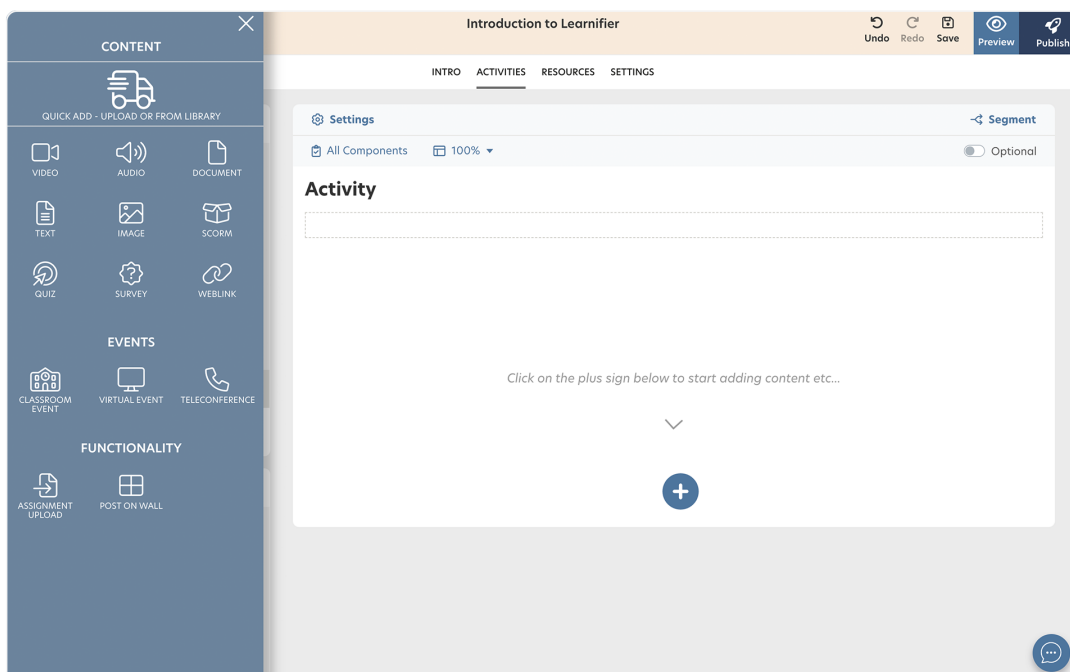 Introduction to Learnifier
Undo
Redo
Save
Preview
Publish
CONTENT
QUICK ADD - UPLOAD OR FROM LIBRARY
VIDEO
AUDIO
DOCUMENT
TEXT
IMAGE
SCORM
QUIZ
SURVEY
WEBLINK
EVENTS
CLASSROOM
EVENT
VIRTUAL EVENT
TELECONFERENCE
FUNCTIONALITY
ASSIGNMENT
UPLOAD
POST ON WALL
INTRO
ACTIVITIES
RESOURCES
SETTINGS
Settings
Segment
All Components
100%
Optional
Activity
Click on the plus sign below to start adding content etc...